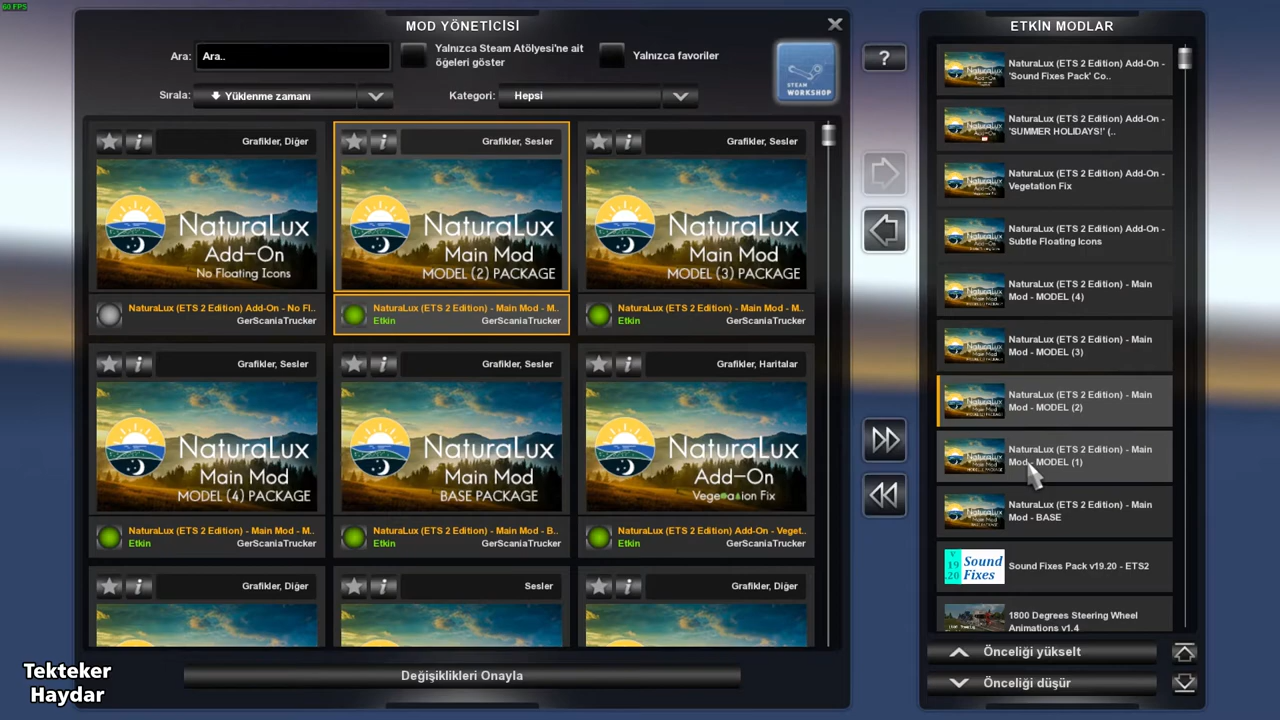 60 FPS
MOD YÖNETİCİSİ
Ara:
Ara..
Yalnızca Steam Atölyesi'ne ait
öğeleri göster
Yalnızca favoriler
STEAM
WORKSHOP
Sırala:
Yüklenme zamanı
Kategori:
Hepsi
Grafikler, Diğer
NaturaLux
Add-On
No Floating Icons
NaturaLux (ETS 2 Edition) Add-On - No Fl..
GerScaniaTrucker
Grafikler, Sesler
NaturaLux
Main Mod
MODEL (2) PACKAGE
NaturaLux (ETS 2 Edition) - Main Mod - M..
Etkin
GerScaniaTrucker
Grafikler, Sesler
NaturaLux
Main Mod
MODEL (3) PACKAGE
NaturaLux (ETS 2 Edition) - Main Mod - M..
Etkin
GerScaniaTrucker
Grafikler, Sesler
NaturaLux
Main Mod
MODEL (4) PACKAGE
NaturaLux (ETS 2 Edition) - Main Mod - M..
Etkin
GerScaniaTrucker
Grafikler, Sesler
NaturaLux
Main Mod
BASE PACKAGE
NaturaLux (ETS 2 Edition) - Main Mod - B..
Etkin
GerScaniaTrucker
Grafikler, Haritalar
NaturaLux
Add-On
Vegetation Fix
NaturaLux (ETS 2 Edition) Add-On - Veget..
Etkin
GerScaniaTrucker
Grafikler, Diğer
Sesler
Grafikler, Diğer
Değişiklikleri Onayla
?
ETKİN MODLAR
NaturaLux (ETS 2 Edition) Add-On -
'Sound Fixes Pack' Co..
NaturaLux (ETS 2 Edition) Add-On -
'SUMMER HOLIDAYS!' (..
NaturaLux (ETS 2 Edition) Add-On -
Vegetation Fix
NaturaLux (ETS 2 Edition) Add-On -
Subtle Floating Icons
NaturaLux (ETS 2 Edition) - Main
Mod - MODEL (4)
NaturaLux (ETS 2 Edition) - Main
Mod - MODEL (3)
NaturaLux (ETS 2 Edition) - Main
Mod - MODEL (2)
NaturaLux (ETS 2 Edition) - Main
Mod - MODEL (1)
NaturaLux (ETS 2 Edition) - Main
Mod - BASE
V
19
.20
Sound
Fixes
Sound Fixes Pack v19.20 - ETS2
1800 Degrees Steering Wheel
Animations v1.4
Önceliği yükselt
Önceliği düşür
Tekteker
Haydar